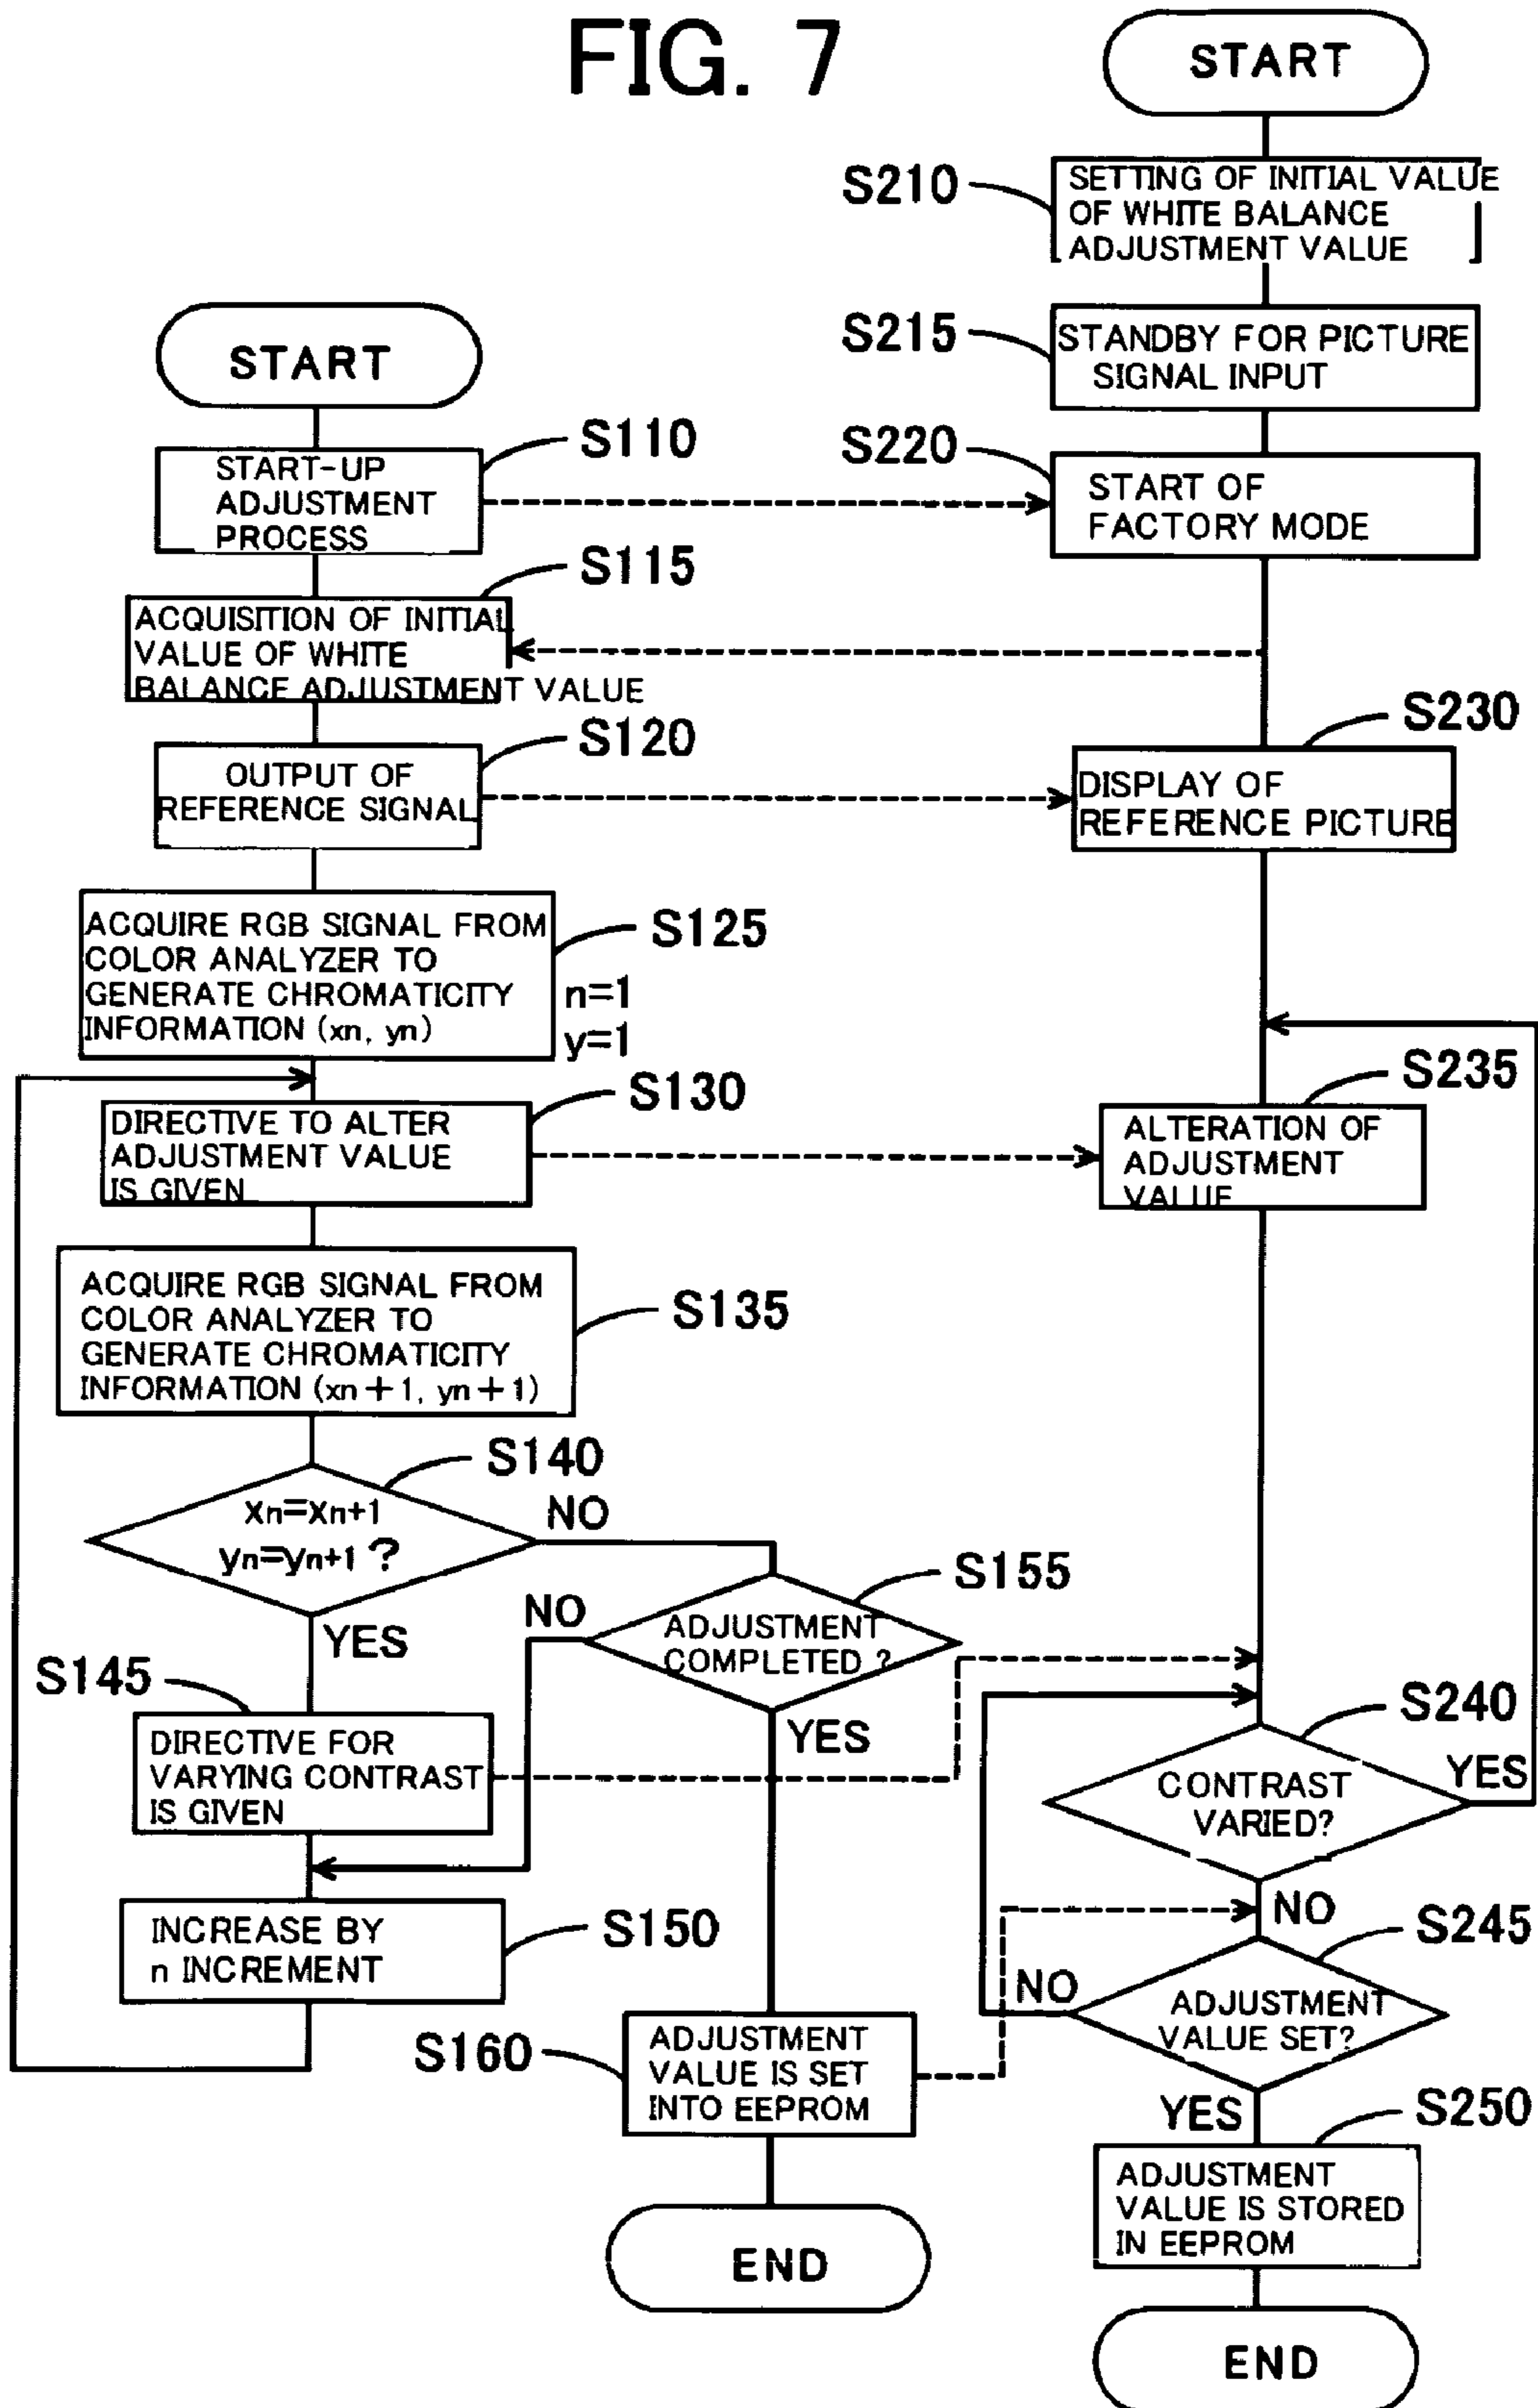 FIG. 7
START
S210
SETTING OF INITIAL VALUE
OF WHITE BALANCE
ADJUSTMENT VALUE
S215
STANDBY FOR PICTURE
SIGNAL INPUT
START
S110
START-UP
ADJUSTMENT
PROCESS
S220
START OF
FACTORY MODE
S115
ACQUISITION OF INITIAL
VALUE OF WHITE
BALANCE ADJUSTMENT VALUE
S120
OUTPUT OF
REFERENCE SIGNAL
S230
DISPLAY OF
REFERENCE PICTURE
S125
ACQUIRE RGB SIGNAL FROM
COLOR ANALYZER TO
GENERATE CHROMATICITY
INFORMATION (xn, yn)
n=1
y=1
S130
DIRECTIVE TO ALTER
ADJUSTMENT VALUE
IS GIVEN
S235
ALTERATION OF
ADJUSTMENT
VALUE
S135
ACQUIRE RGB SIGNAL FROM
COLOR ANALYZER TO
GENERATE CHROMATICITY
INFORMATION (xn+1, yn+1)
S140
xn=xn+1
yn=yn+1 ?
NO
YES
S155
ADJUSTMENT
COMPLETED ?
NO
YES
S145
DIRECTIVE FOR
VARYING CONTRAST
IS GIVEN
S240
CONTRAST
VARIED?
YES
NO
S150
INCREASE BY
n INCREMENT
S245
ADJUSTMENT
VALUE SET?
NO
YES
S160
ADJUSTMENT
VALUE IS SET
INTO EEPROM
S250
ADJUSTMENT
VALUE IS STORED
IN EEPROM
END
END